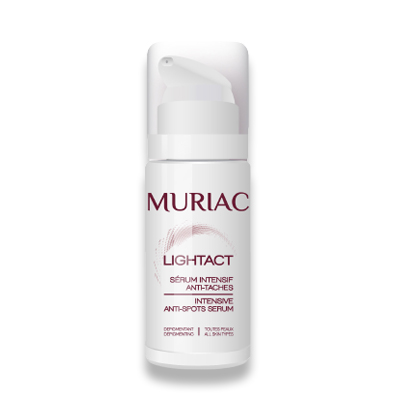 MURIAC
LIGHTACT
SÉRUM INTENSIF
ANTI-TACHES
INTENSIVE
ANTI-SPOTS SERUM
DÉPIGMENTANT | TOUTES PEAUX
DEPIGMENTING | ALL SKIN TYPES